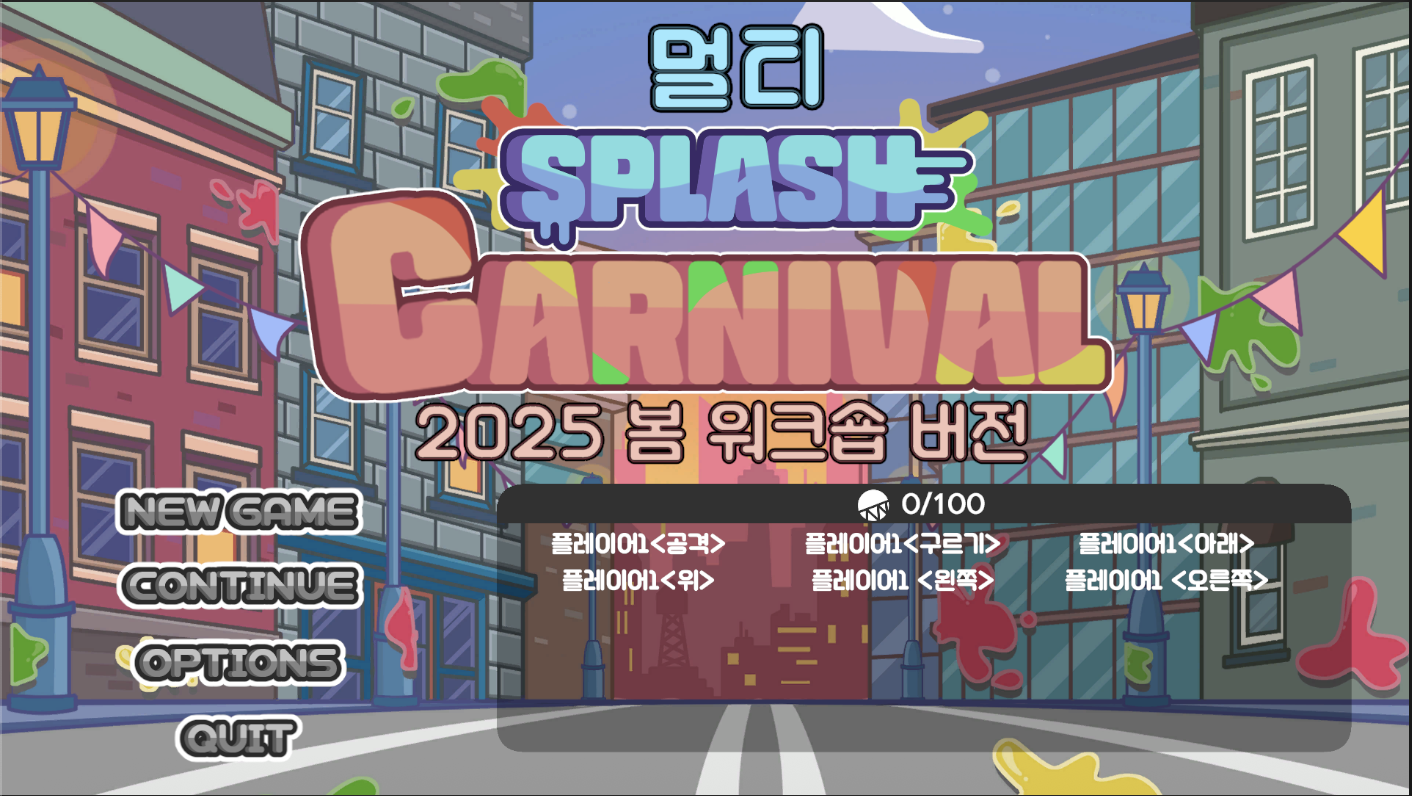 멀티
SPLASH
CARNIVAL
2025 봄 워크숍 버전
NEW GAME
CONTINUE
OPTIONS
QUIT
0/100
플레이어1<공격> 플레이어1<구르기> 플레이어1<아래>
플레이어1<위> 플레이어1 <왼쪽> 플레이어1 <오른쪽>